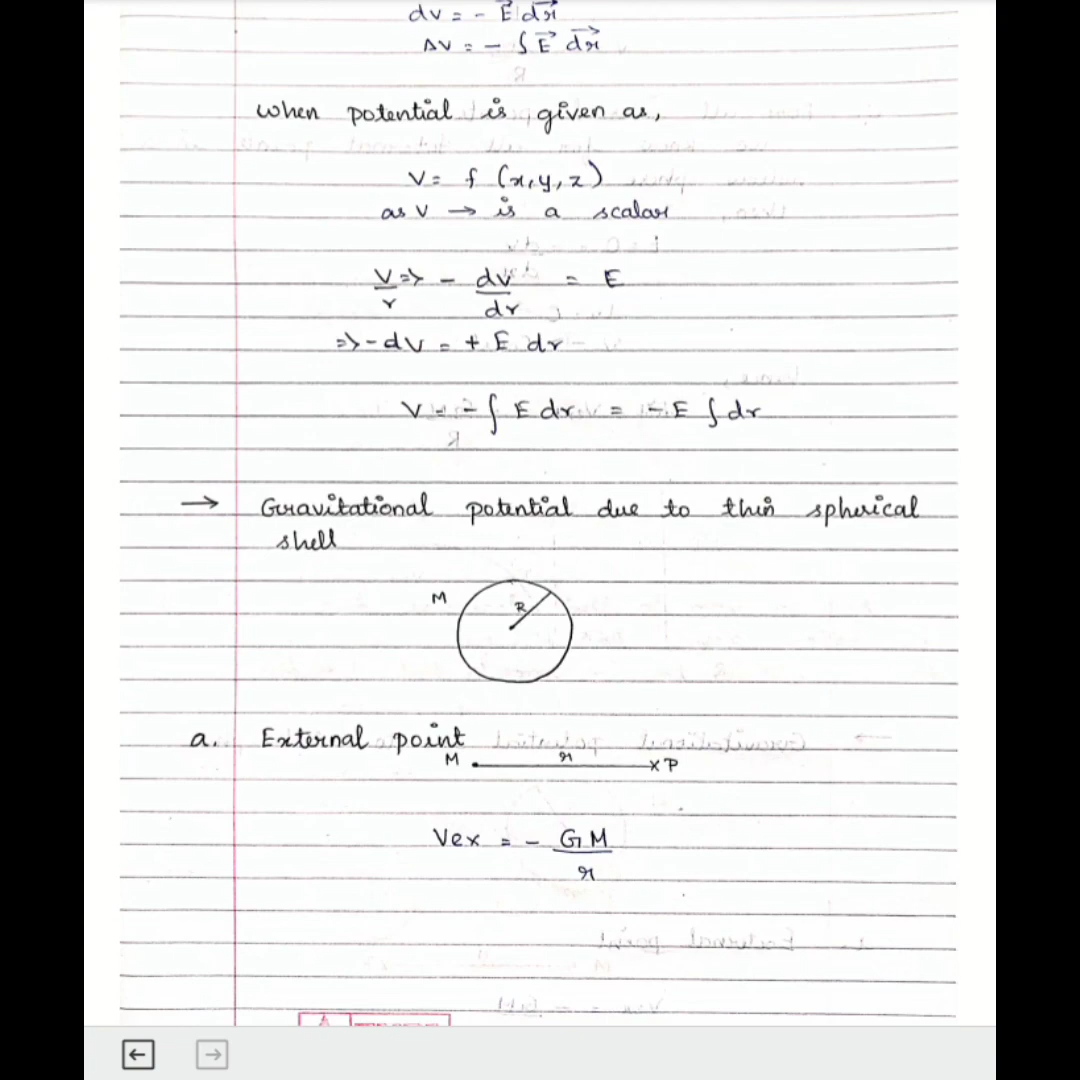 dv = - E⃗ dr⃗
Δv = - ∫ E⃗ dr⃗
when potential is given as,
V = f (x, y, z)
as V → is a scalar
V/r => - dv/dr = E
=> - dv = + E dr
V = - ∫ E dr = - E ∫ dr
→ Gravitational potential due to thin spherical
shell
M
R
a. External point
M r x P
Vex = - GM/r